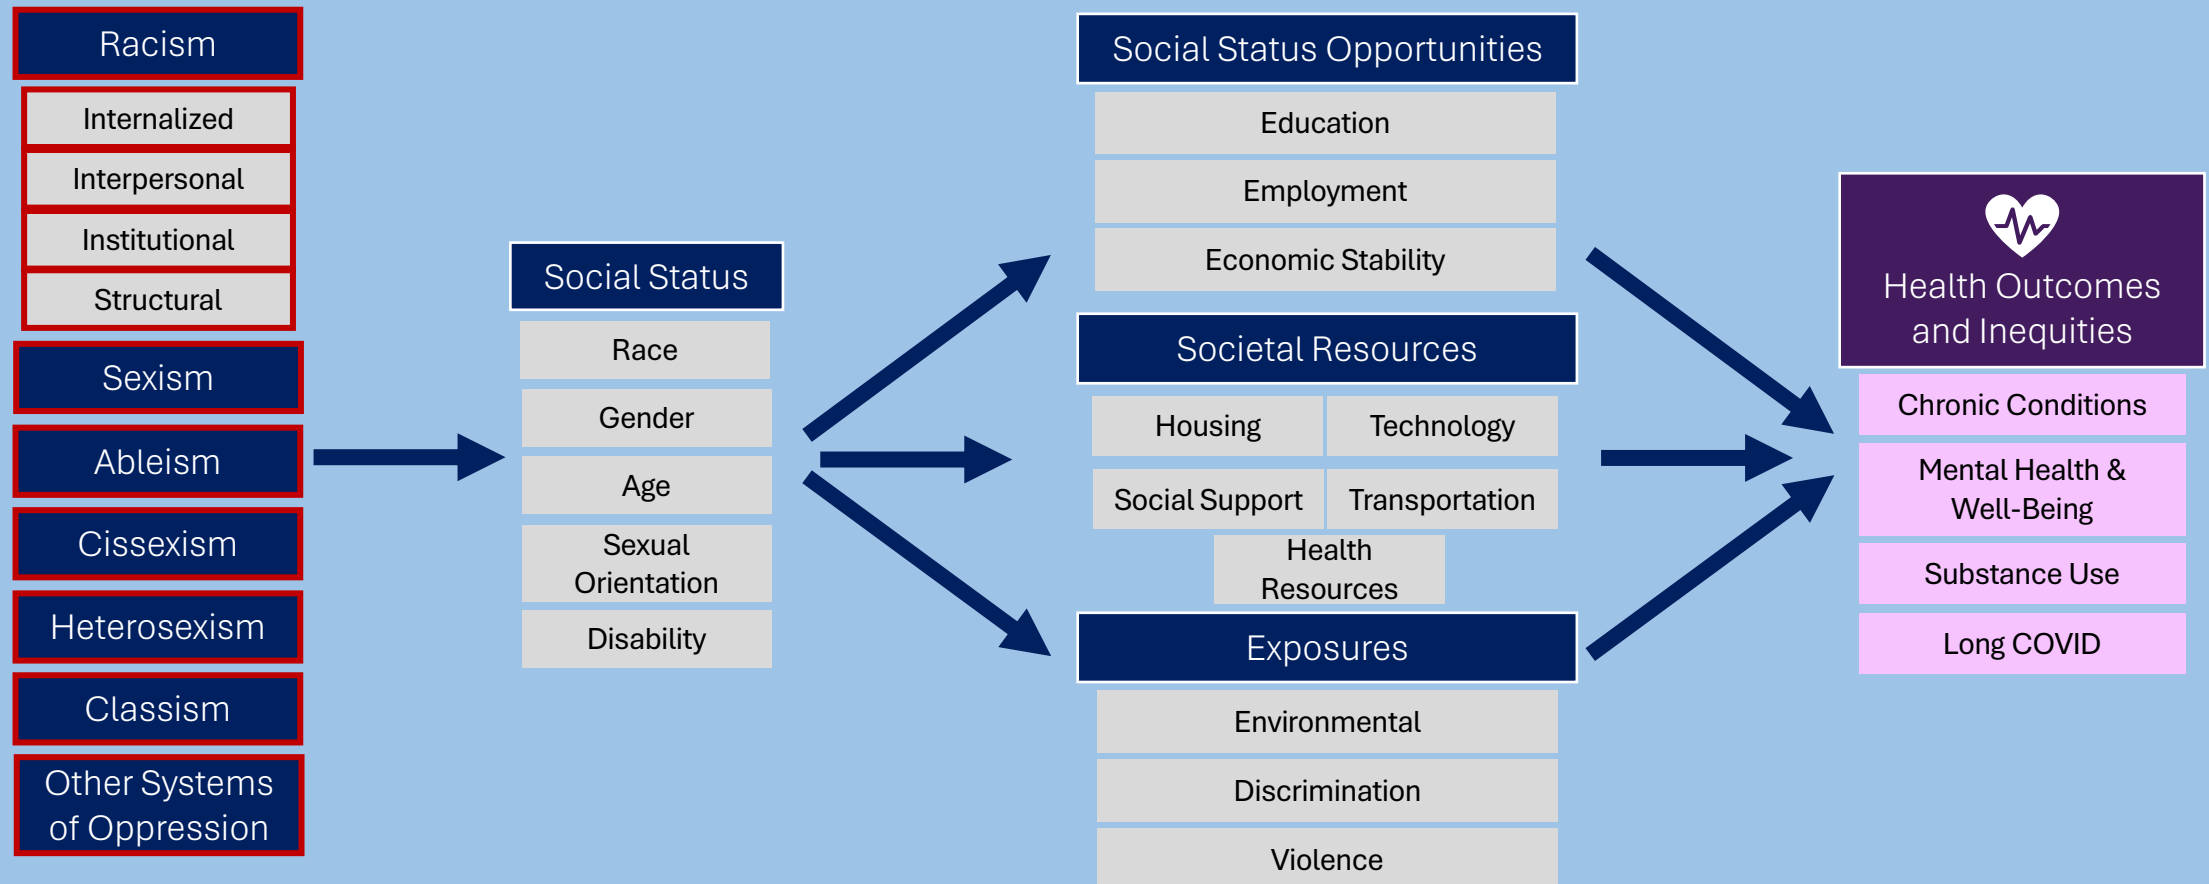 Racism
Internalized
Interpersonal
Institutional
Structural
Sexism
Ableism
Cissexism
Heterosexism
Classism
Other Systems
of Oppression
Social Status
Race
Gender
Age
Sexual
Orientation
Disability
Social Status Opportunities
Education
Employment
Economic Stability
Societal Resources
Housing
Technology
Social Support
Transportation
Health
Resources
Exposures
Environmental
Discrimination
Violence
Health Outcomes
and Inequities
Chronic Conditions
Mental Health &
Well-Being
Substance Use
Long COVID